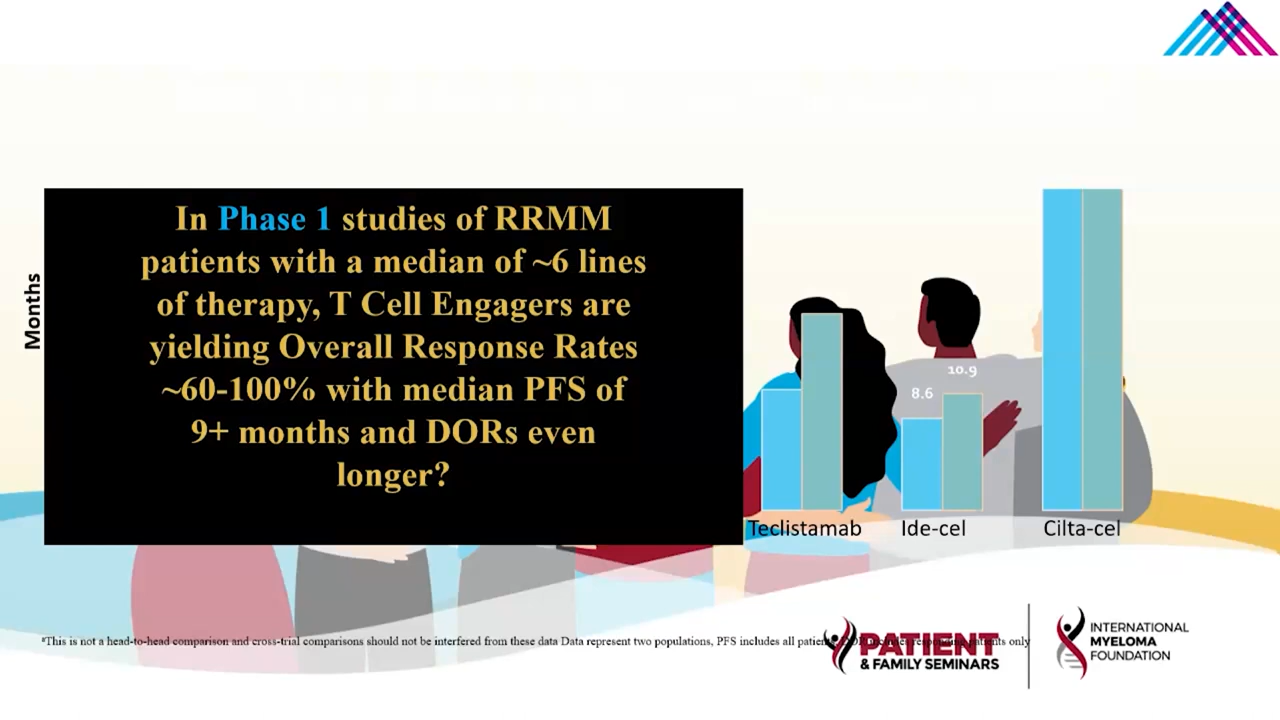 In Phase 1 studies of RRMM
patients with a median of ~6 lines
of therapy, T Cell Engagers are
yielding Overall Response Rates
~60-100% with median PFS of
9+ months and DORs even
longer?
Months
8.6
10.9
Teclistamab
Ide-cel
Cilta-cel
*This is not a head-to-head comparison and cross-trial comparisons should not be interfered from these data Data represent two populations, PFS includes all patients only
PATIENT
& FAMILY SEMINARS
INTERNATIONAL
MYELOMA
FOUNDATION